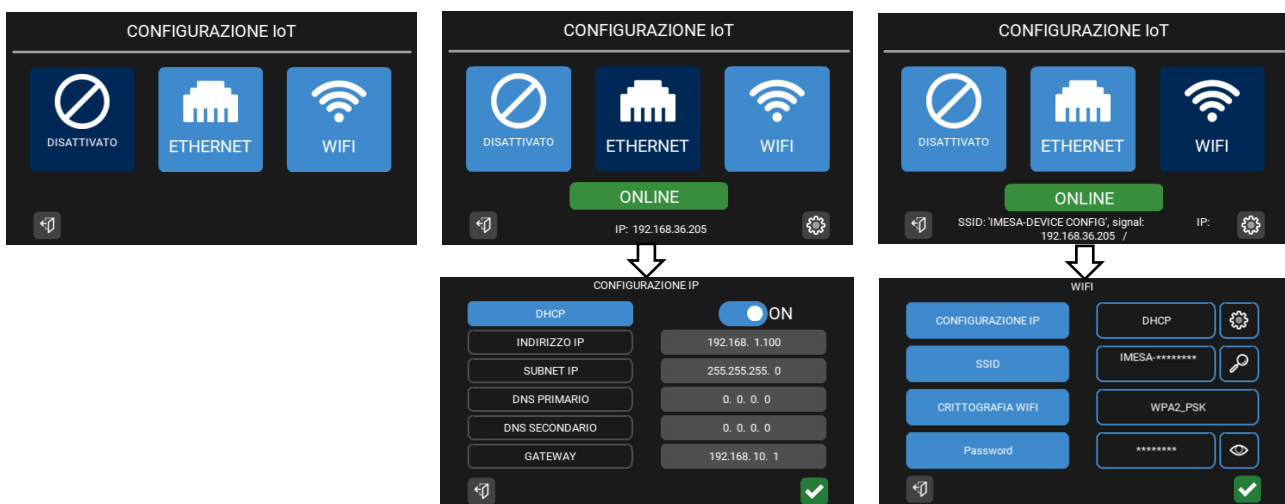 CONFIGURAZIONE IoT
DISATTIVATO
ETHERNET
WIFI
CONFIGURAZIONE IoT
DISATTIVATO
ETHERNET
WIFI
ONLINE
IP: 192.168.36.205
CONFIGURAZIONE IoT
DISATTIVATO
ETHERNET
WIFI
ONLINE
SSID: 'IMESA-DEVICE CONFIG', signal: IP:
192.168.36.205 /
CONFIGURAZIONE IP
DHCP ON
INDIRIZZO IP 192.168. 1.100
SUBNET IP 255.255.255. 0
DNS PRIMARIO 0. 0. 0. 0
DNS SECONDARIO 0. 0. 0. 0
GATEWAY 192.168. 10. 1
WIFI
CONFIGURAZIONE IP DHCP
SSID IMESA-********
CRITTOGRAFIA WIFI WPA2_PSK
Password ********